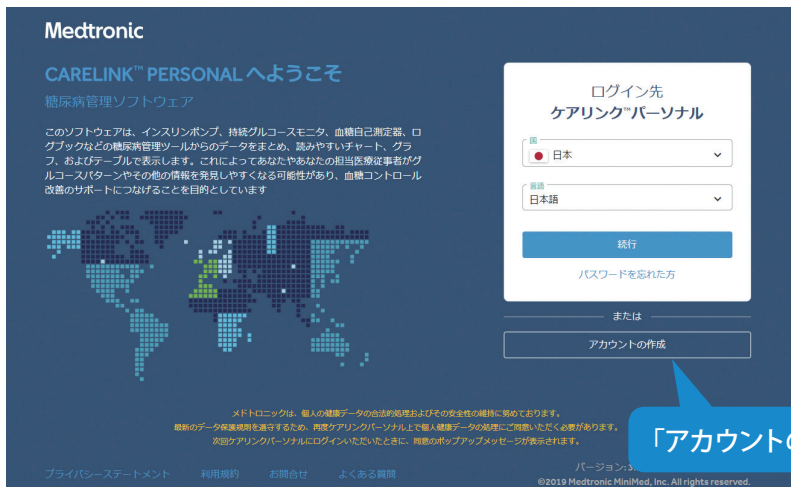 Medtronic
CARELINK™ PERSONAL へようこそ
糖尿病管理ソフトウェア
このソフトウェアは、インスリンポンプ、持続グルコースモニタ、血糖自己測定器、ロ
グブックなどの糖尿病管理ツールからのデータをまとめ、読みやすいチャート、グラ
フ、およびテーブルで表示します。これによってあなたやあなたの担当医療従事者がグ
ルコースパターンやその他の情報を発見しやすくなる可能性があり、血糖コントロール
改善のサポートにつなげることを目的としています
ログイン先
ケアリンク™パーソナル
国
日本
言語
日本語
続行
パスワードを忘れた方
または
アカウントの作成
「アカウントの
メドトロニックは、個人の健康データの合法的処理およびその安全性の維持に努めております。
最新のデータ保護規則を遵守するため、再度ケアリンクパーソナル上で個人健康データの処理にご同意いただく必要があります。
次回ケアリンクパーソナルにログインいただいたときに、同意のポップアップメッセージが表示されます。
プライバシーステートメント 利用規約 お問合せ よくある質問
バージョン:
©2019 Medtronic MiniMed, Inc. All rights reserved.